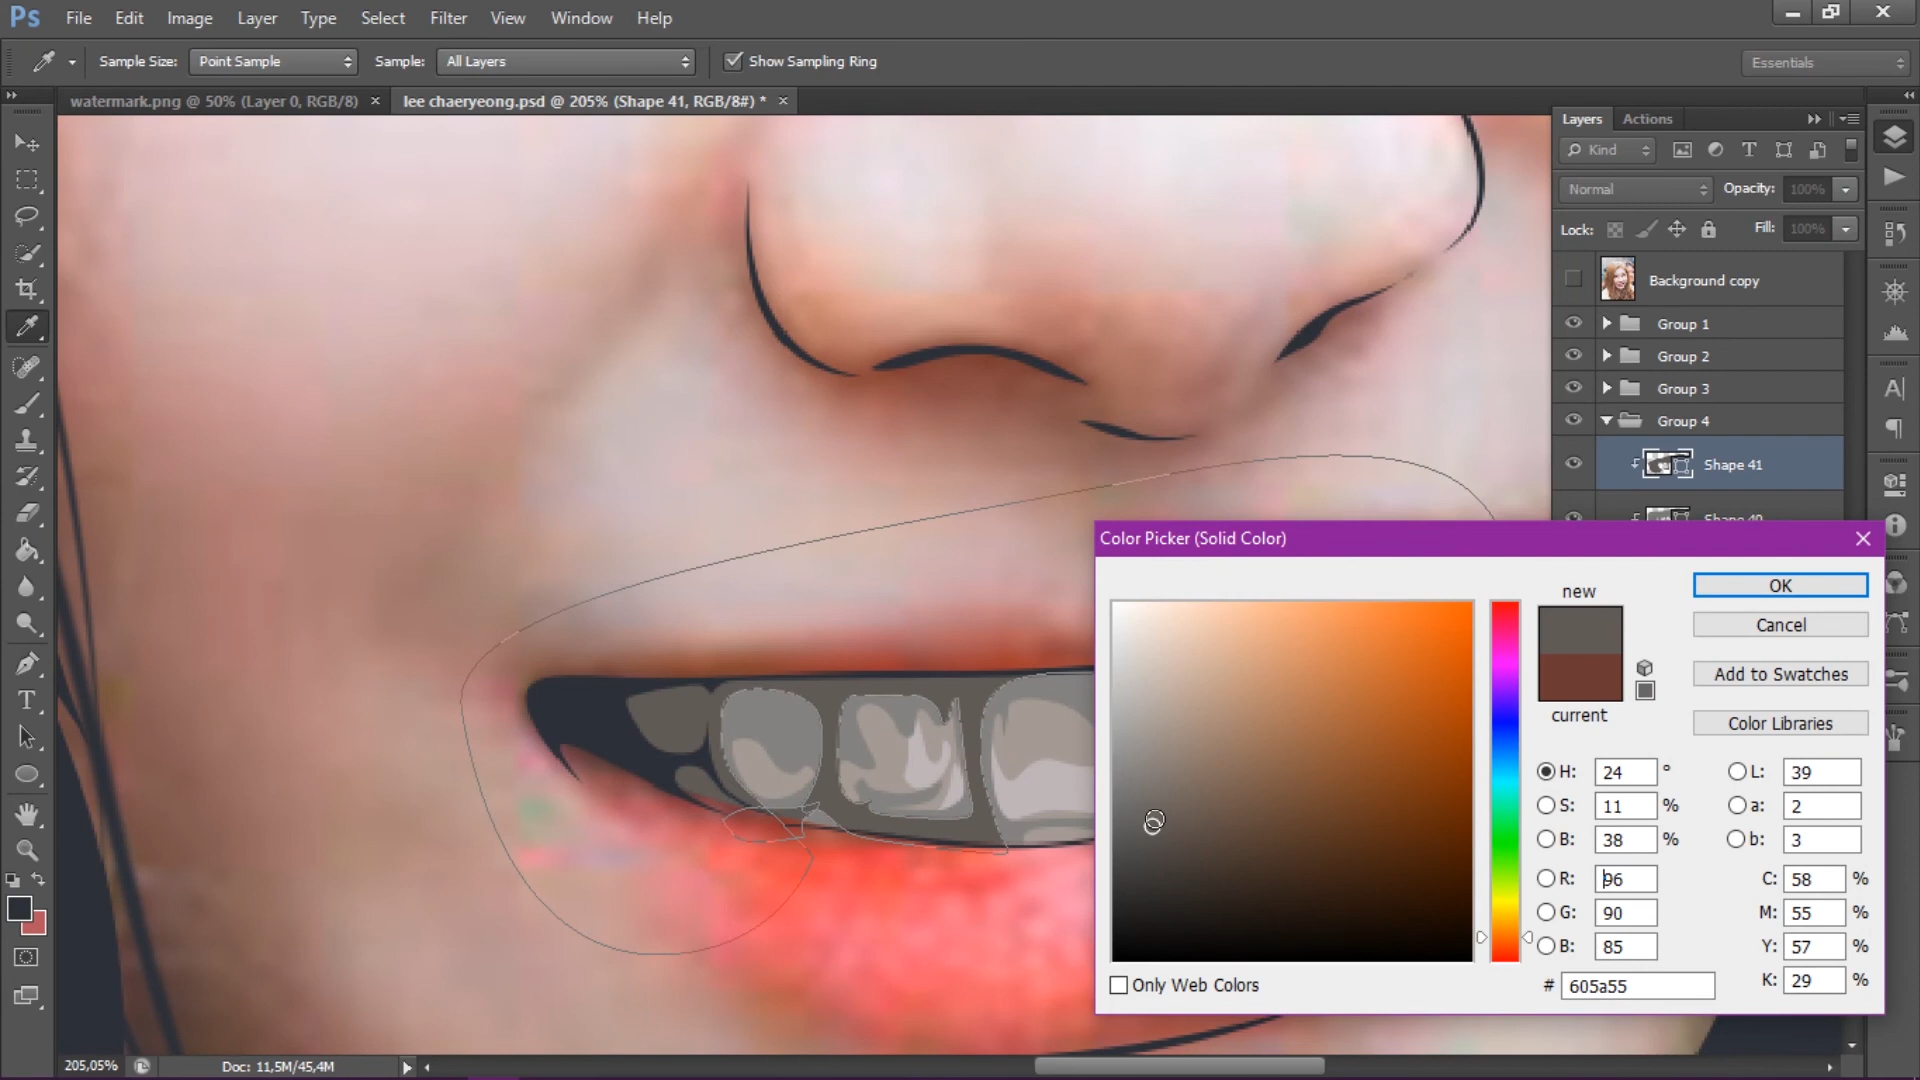 Ps File Edit Image Layer Type Select Filter View Window Help
Sample Size: Point Sample Sample: All Layers Show Sampling Ring Essentials
watermark.png @ 50% (Layer 0, RGB/8) × lee chaeryeong.psd @ 205% (Shape 41, RGB/8#) * ×
Layers Actions
Kind
Normal Opacity: 100%
Lock: Fill: 100%
Background copy
Group 1
Group 2
Group 3
Group 4
Shape 41
Shape 40
Color Picker (Solid Color)
new
current
OK
Cancel
Add to Swatches
Color Libraries
H: 24 ° L: 39
S: 11 % a: 2
B: 38 % b: 3
R: 96 C: 58 %
G: 90 M: 55 %
B: 85 Y: 57 %
# 605a55 K: 29 %
Only Web Colors
205,05% Doc: 11,5M/45,4M